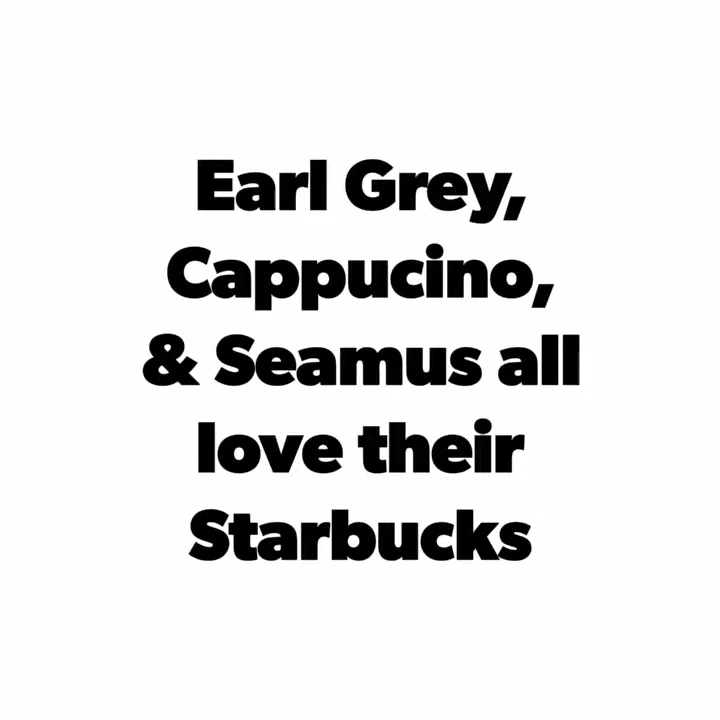 Earl Grey,
Cappucino,
& Seamus all
love their
Starbucks